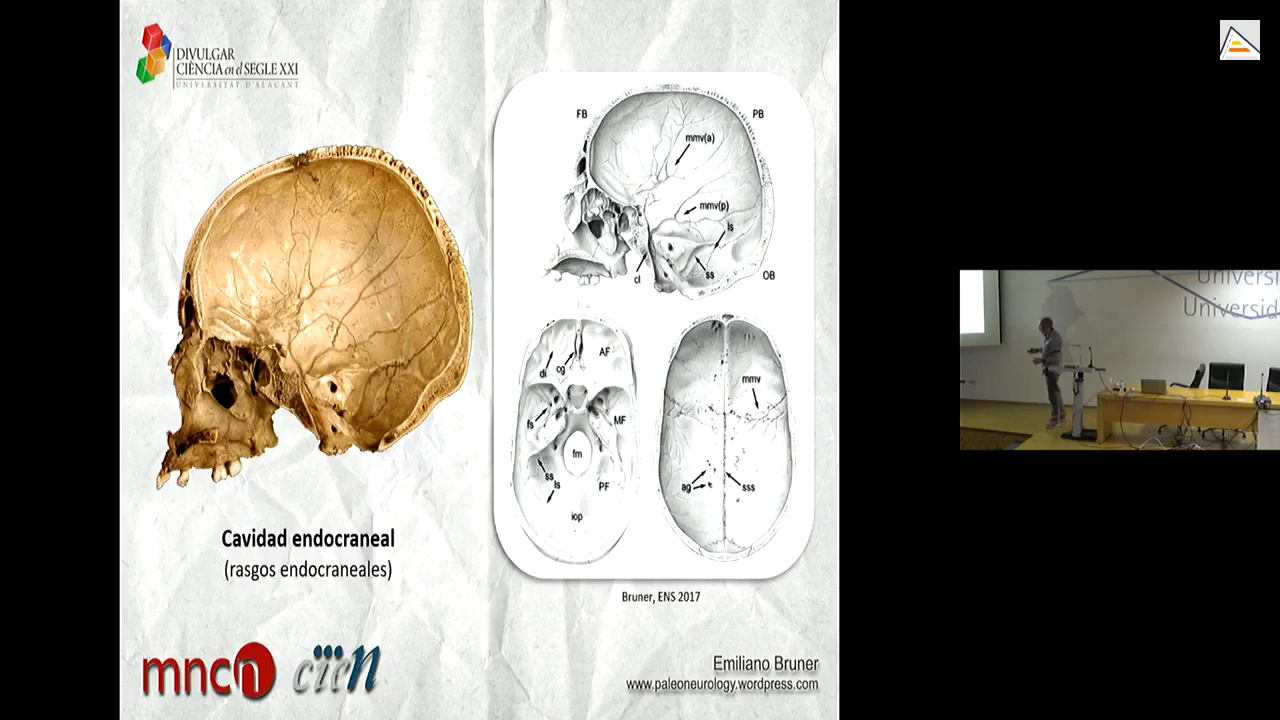 DIVULGAR
CIÈNCIA en el SEGLE XXI
UNIVERSITAT D'ALACANT
Cavidad endocraneal
(rasgos endocraneales)
FB
PB
mmv(a)
mmv(p)
ls
ss
cl
OB
AF
di
cg
MF
fs
fm
ss
ls
PF
iop
mmv
ag
sss
Bruner, ENS 2017
mncn
cien
Emiliano Bruner
www.paleoneurology.wordpress.com
Universi
Universid